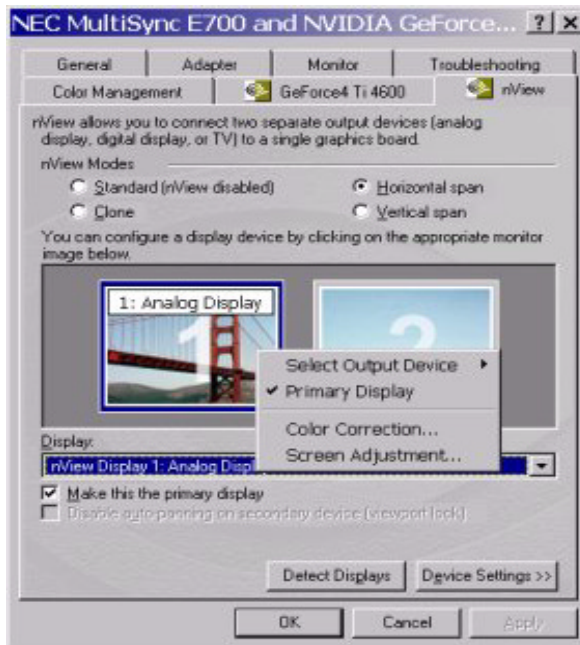 NEC MultiSync E700 and NVIDIA GeForce... ? X
General Adapter Monitor Troubleshooting
Color Management GeForce4 Ti 4600 nView
nView allows you to connect two separate output devices (analog
display, digital display, or TV) to a single graphics board.
nView Modes
Standard (nView disabled) Horizontal span
Clone Vertical span
You can configure a display device by clicking on the appropriate monitor
image below.
1: Analog Display
1 2
Select Output Device
Primary Display
Color Correction...
Screen Adjustment...
Display:
nView Display 1: Analog Displ
Make this the primary display
Disable auto-panning on secondary device (viewport lock)
Detect Displays Device Settings >>
OK Cancel Apply